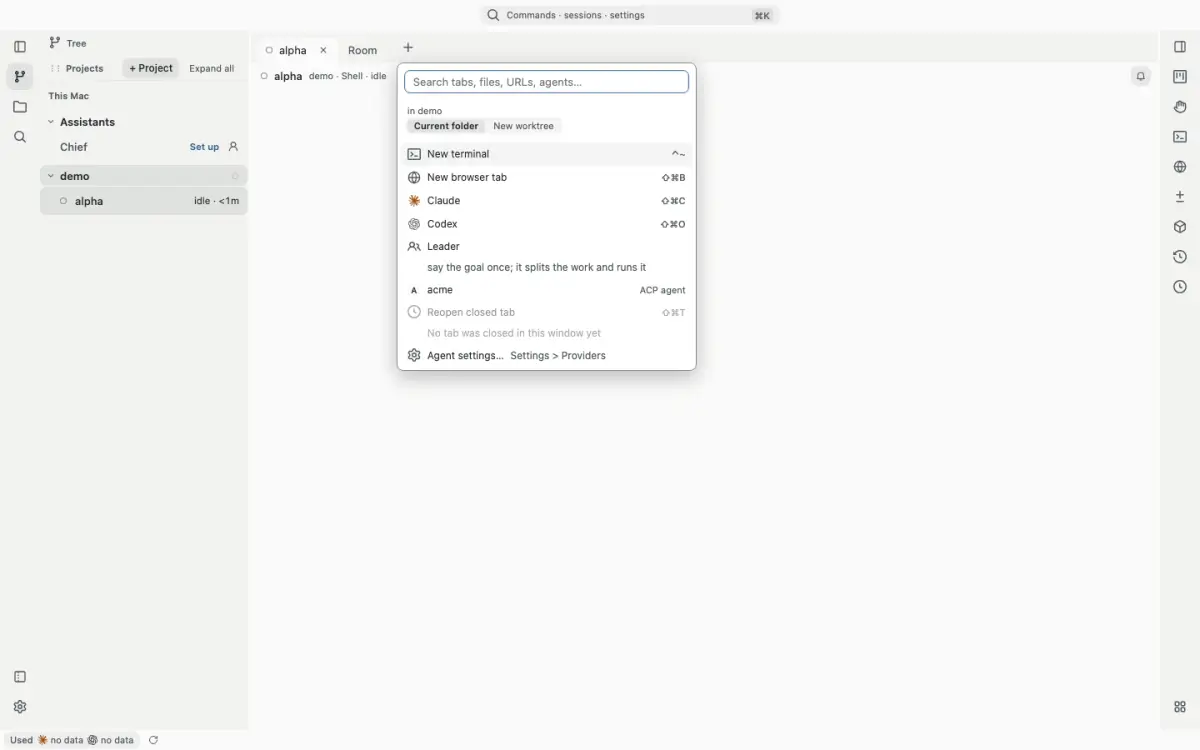 Commands · sessions · settings ⌘K
Tree
Projects + Project Expand all
This Mac
Assistants
Chief Set up
demo
alpha idle · <1m
alpha × Room +
alpha demo · Shell · idle
Search tabs, files, URLs, agents...
in demo
Current folder New worktree
New terminal ⌃~
New browser tab ⇧⌘B
Claude ⇧⌘C
Codex ⇧⌘O
Leader
say the goal once; it splits the work and runs it
A acme ACP agent
Reopen closed tab ⇧⌘T
No tab was closed in this window yet
Agent settings... Settings > Providers
Used no data no data